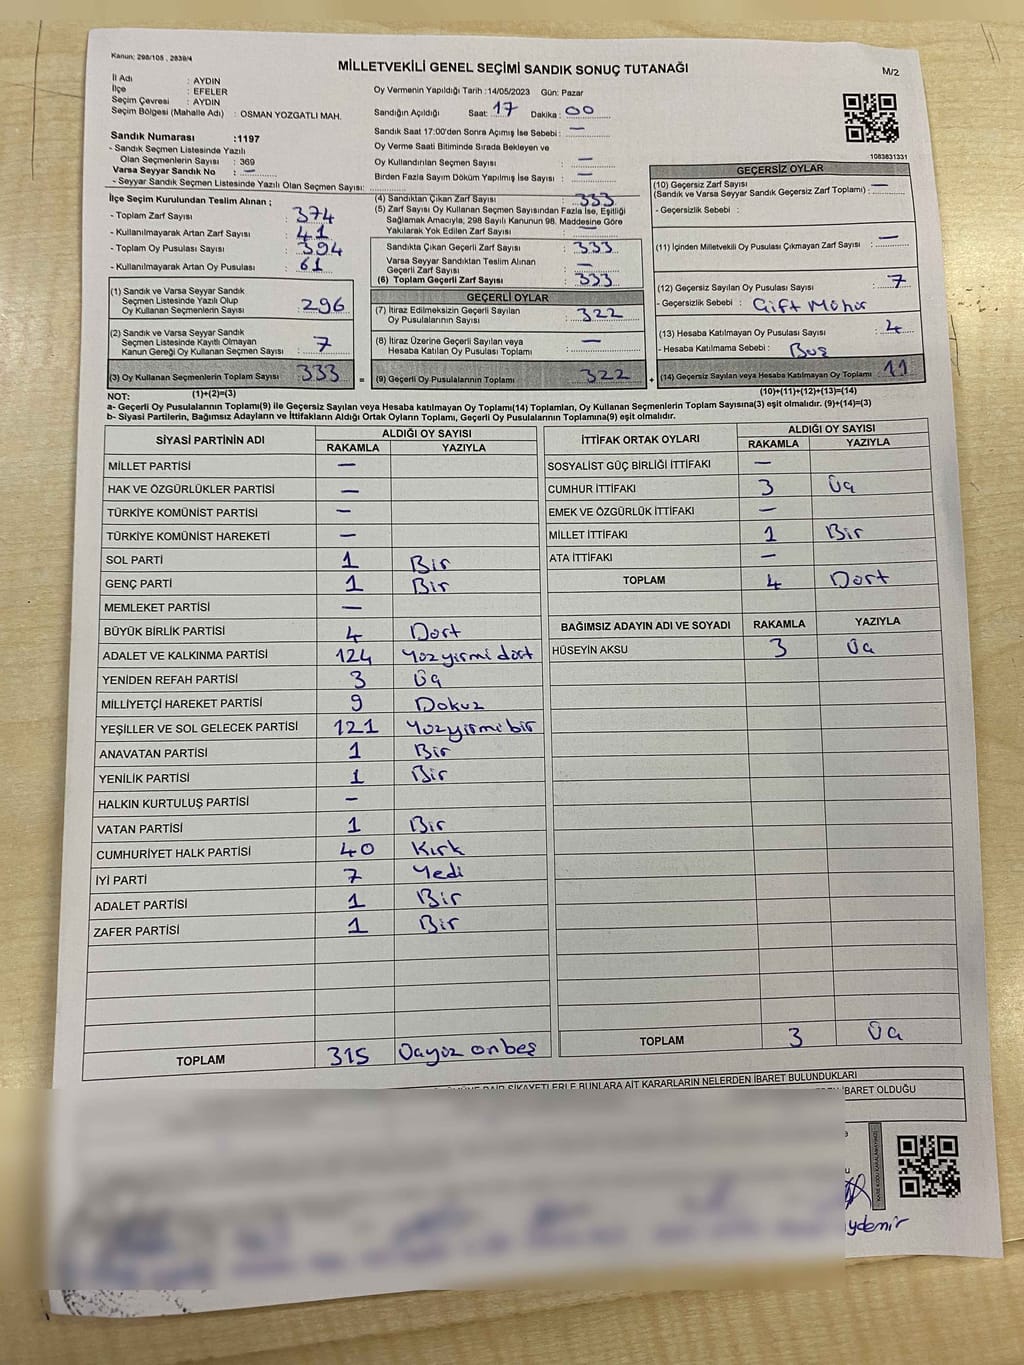 Kanun: 298/105 , 2839/4
MİLLETVEKİLİ GENEL SEÇİMİ SANDIK SONUÇ TUTANAĞI
M/2
İl Adı : AYDIN
İlçe : EFELER
Seçim Çevresi : AYDIN
Seçim Bölgesi (Mahalle Adı) : OSMAN YOZGATLI MAH.
Sandık Numarası :1197
- Sandık Seçmen Listesinde Yazılı
Olan Seçmenlerin Sayısı : 369
Varsa Seyyar Sandık No : —
- Seyyar Sandık Seçmen Listesinde Yazılı Olan Seçmen Sayısı:
İlçe Seçim Kurulundan Teslim Alınan ;
- Toplam Zarf Sayısı : 374
- Kullanılmayarak Artan Zarf Sayısı : 41
- Toplam Oy Pusulası Sayısı : 394
- Kullanılmayarak Artan Oy Pusulası : 61
(1) Sandık ve Varsa Seyyar Sandık
Seçmen Listesinde Yazılı Olup
Oy Kullanan Seçmenlerin Sayısı : 296
(2) Sandık ve Varsa Seyyar Sandık
Seçmen Listesinde Kayıtlı Olmayan
Kanun Gereği Oy Kullanan Seçmen Sayısı : 7
(3) Oy Kullanan Seçmenlerin Toplam Sayısı : 333
(1)+(2)=(3)
Oy Vermenin Yapıldığı Tarih :14/05/2023 Gün: Pazar
Sandığın Açıldığı Saat: 17 Dakika : 00
Sandık Saat 17:00'den Sonra Açımış İse Sebebi : —
Oy Verme Saati Bitiminde Sırada Bekleyen ve
Oy Kullandırılan Seçmen Sayısı : —
Birden Fazla Sayım Döküm Yapılmış İse Sayısı : —
(4) Sandıktan Çıkan Zarf Sayısı : 333
(5) Zarf Sayısı Oy Kullanan Seçmen Sayısından Fazla İse, Eşitliği
Sağlamak Amacıyla, 298 Sayılı Kanunun 98. Maddesine Göre
Yakılarak Yok Edilen Zarf Sayısı : —
Sandıkta Çıkan Geçerli Zarf Sayısı : 333
Varsa Seyyar Sandıktan Teslim Alınan
Geçerli Zarf Sayısı : —
(6) Toplam Geçerli Zarf Sayısı : 333
GEÇERLİ OYLAR
(7) İtiraz Edilmeksizin Geçerli Sayılan
Oy Pusulalarının Sayısı : 322
(8) İtiraz Üzerine Geçerli Sayılan veya
Hesaba Katılan Oy Pusulası Toplamı : —
= (9) Geçerli Oy Pusulalarının Toplamı : 322 +
1083831331
GEÇERSİZ OYLAR
(10) Geçersiz Zarf Sayısı
(Sandık ve Varsa Seyyar Sandık Geçersiz Zarf Toplamı) : —
- Geçersizlik Sebebi :
(11) İçinden Milletvekili Oy Pusulası Çıkmayan Zarf Sayısı : —
(12) Geçersiz Sayılan Oy Pusulası Sayısı : 7
- Geçersizlik Sebebi : Çift Mühür
(13) Hesaba Katılmayan Oy Pusulası Sayısı : 4
- Hesaba Katılmama Sebebi : Boş
(14) Geçersiz Sayılan veya Hesaba Katılmayan Oy Toplamı : 11
(10)+(11)+(12)+(13)=(14)
NOT:
a- Geçerli Oy Pusulalarının Toplamı(9) ile Geçersiz Sayılan veya Hesaba katılmayan Oy Toplamı(14) Toplamları, Oy Kullanan Seçmenlerin Toplam Sayısına(3) eşit olmalıdır. (9)+(14)=(3)
b- Siyasi Partilerin, Bağımsız Adayların ve İttifakların Aldığı Ortak Oyların Toplamı, Geçerli Oy Pusulalarının Toplamına(9) eşit olmalıdır.
SİYASİ PARTİNİN ADI ALDIĞI OY SAYISI
RAKAMLA YAZIYLA
MİLLET PARTİSİ —
HAK VE ÖZGÜRLÜKLER PARTİSİ —
TÜRKİYE KOMÜNİST PARTİSİ —
TÜRKİYE KOMÜNİST HAREKETİ —
SOL PARTİ 1 Bir
GENÇ PARTİ 1 Bir
MEMLEKET PARTİSİ —
BÜYÜK BİRLİK PARTİSİ 4 Dört
ADALET VE KALKINMA PARTİSİ 124 Yüzyirmi dört
YENİDEN REFAH PARTİSİ 3 Üç
MİLLİYETÇİ HAREKET PARTİSİ 9 Dokuz
YEŞİLLER VE SOL GELECEK PARTİSİ 121 Yüzyirmi bir
ANAVATAN PARTİSİ 1 Bir
YENİLİK PARTİSİ 1 Bir
HALKIN KURTULUŞ PARTİSİ —
VATAN PARTİSİ 1 Bir
CUMHURİYET HALK PARTİSİ 40 Kırk
İYİ PARTİ 7 Yedi
ADALET PARTİSİ 1 Bir
ZAFER PARTİSİ 1 Bir
TOPLAM 315 Üçyüz onbeş
İTTİFAK ORTAK OYLARI ALDIĞI OY SAYISI
RAKAMLA YAZIYLA
SOSYALİST GÜÇ BİRLİĞİ İTTİFAKI —
CUMHUR İTTİFAKI 3 Üç
EMEK VE ÖZGÜRLÜK İTTİFAKI —
MİLLET İTTİFAKI 1 Bir
ATA İTTİFAKI —
TOPLAM 4 Dört
BAĞIMSIZ ADAYIN ADI VE SOYADI RAKAMLA YAZIYLA
HÜSEYİN AKSU 3 Üç
TOPLAM 3 Üç
ŞİKAYETLERLE BUNLARA AİT KARARLARIN NELERDEN İBARET BULUNDUKLARI
İBARET OLDUĞU
ydemir